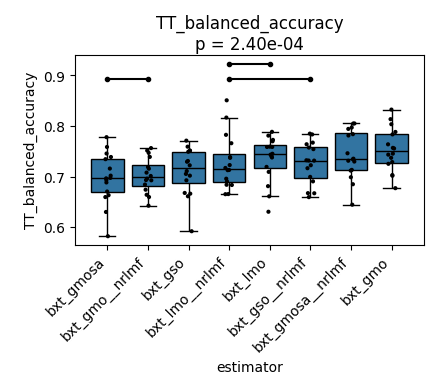 TT_balanced_accuracy
p = 2.40e-04
TT_balanced_accuracy
0.9
0.8
0.7
0.6
bxt_gmosa
bxt_gmo__nrlmf
bxt_gso
bxt_lmo__nrlmf
bxt_lmo
bxt_gso__nrlmf
bxt_gmosa__nrlmf
bxt_gmo
estimator